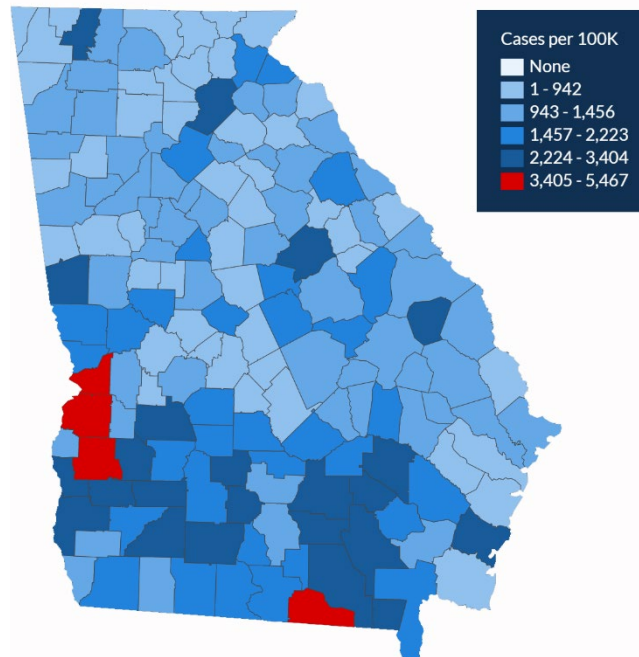 Cases per 100K
None
1 - 942
943 - 1,456
1,457 - 2,223
2,224 - 3,404
3,405 - 5,467